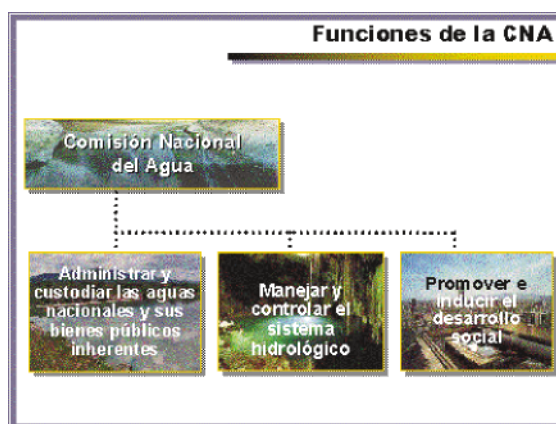 Funciones de la CNA
Comisión Nacional
del Agua
Administrar y
custodiar las aguas
nacionales y sus
bienes públicos
inherentes
Manejar y
controlar el
sistema
hidrológico
Promover e
inducir el
desarrollo
social